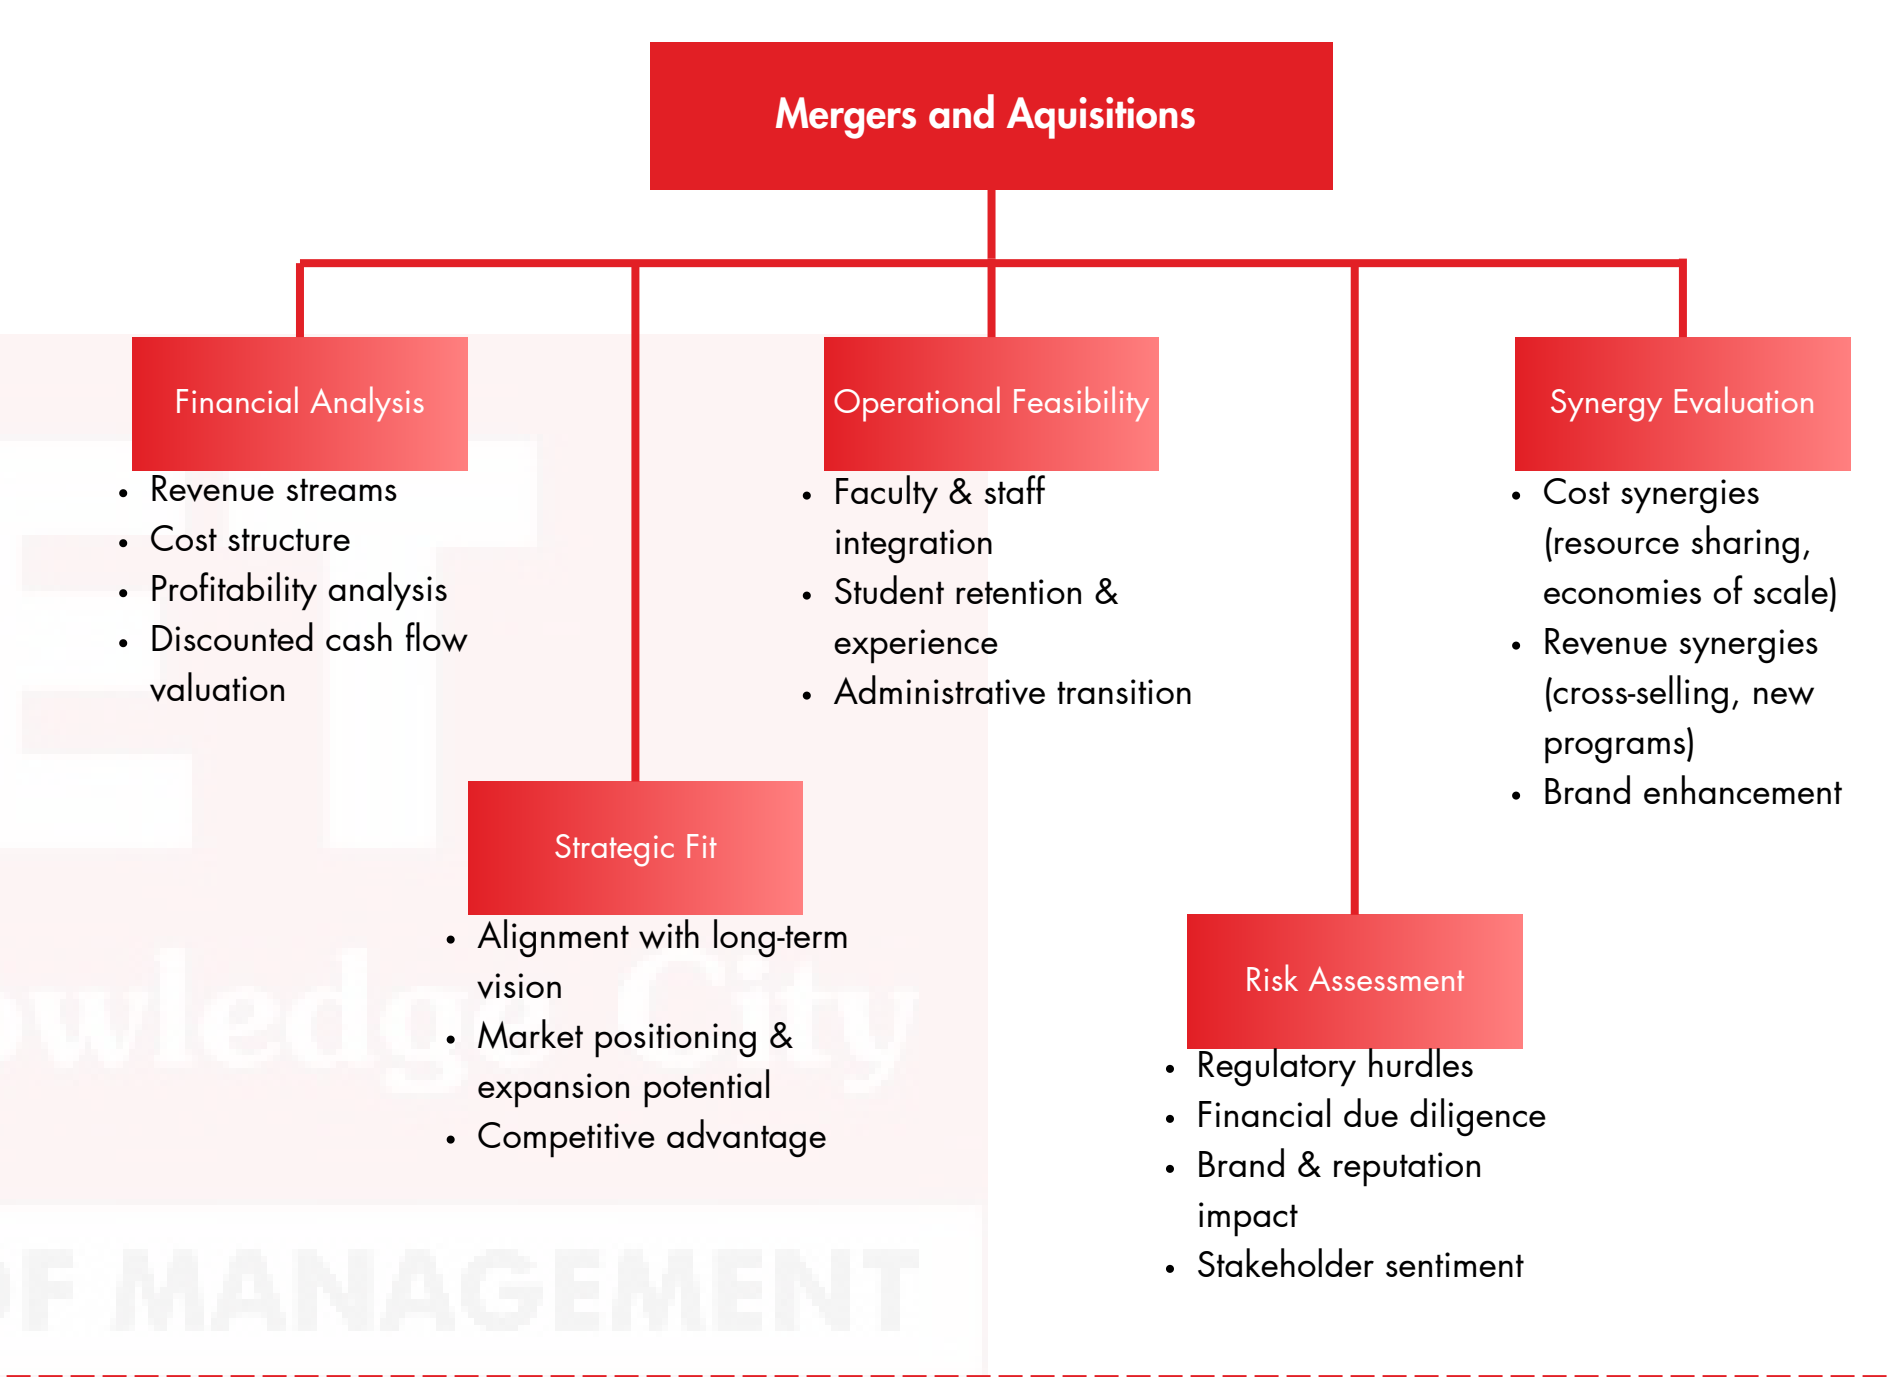 Mergers and Aquisitions
Financial Analysis
• Revenue streams
• Cost structure
• Profitability analysis
• Discounted cash flow
valuation
Strategic Fit
• Alignment with long-term
vision
• Market positioning &
expansion potential
• Competitive advantage
Operational Feasibility
• Faculty & staff
integration
• Student retention &
experience
• Administrative transition
Risk Assessment
• Regulatory hurdles
• Financial due diligence
• Brand & reputation
impact
• Stakeholder sentiment
Synergy Evaluation
• Cost synergies
(resource sharing,
economies of scale)
• Revenue synergies
(cross-selling, new
programs)
• Brand enhancement
City
OF MANAGEMENT